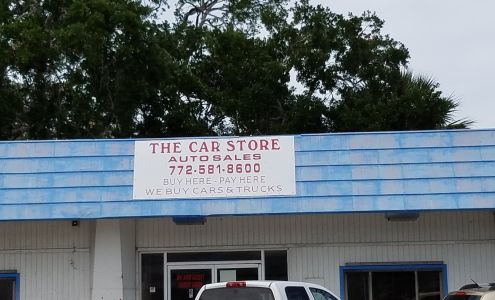 THE CAR STORE
AUTO SALES
772-581-8600
BUY HERE - PAY HERE
WE BUY CARS & TRUCKS